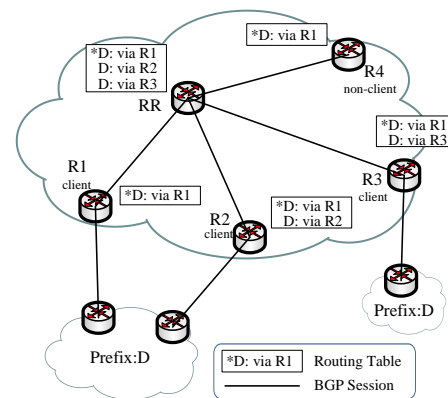 *D: via R1
*D: via R1
D: via R2
D: via R3
RR
R4
non-client
*D: via R1
D: via R3
R1
client
*D: via R1
R2
client
*D: via R1
D: via R2
R3
client
Prefix:D
Prefix:D
*D: via R1 Routing Table
BGP Session